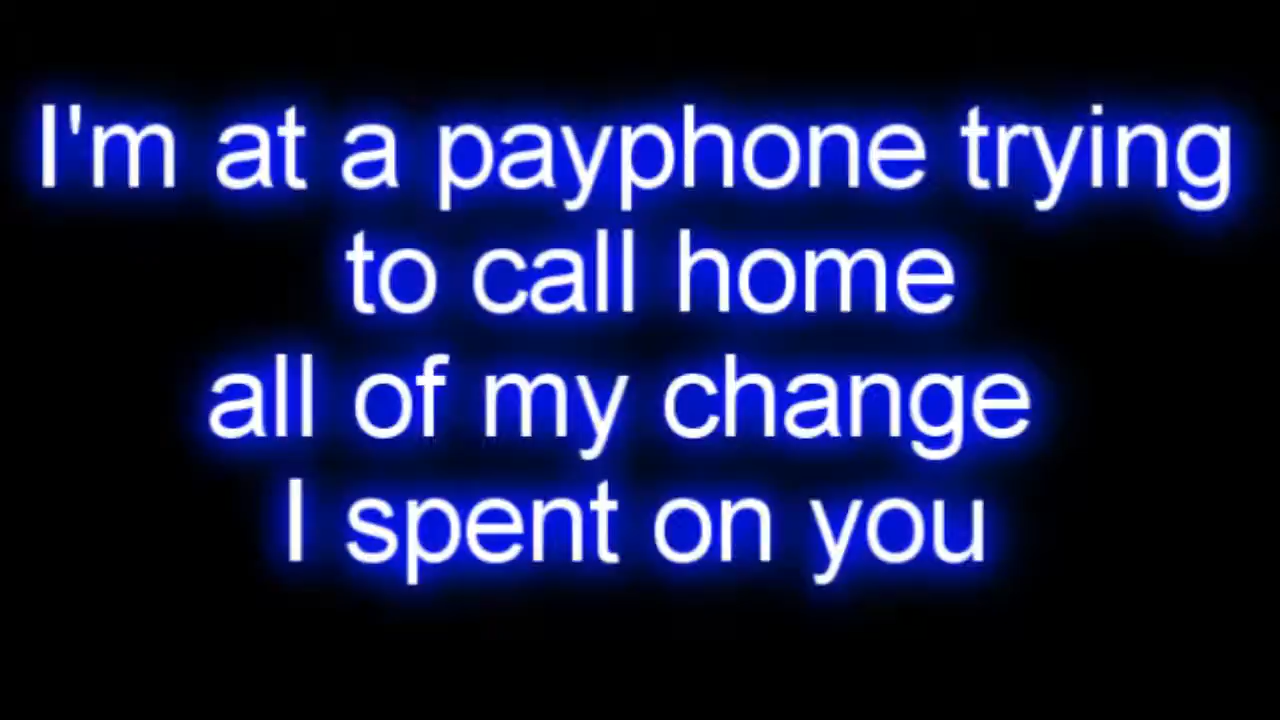 I'm at a payphone trying
to call home
all of my change
I spent on you